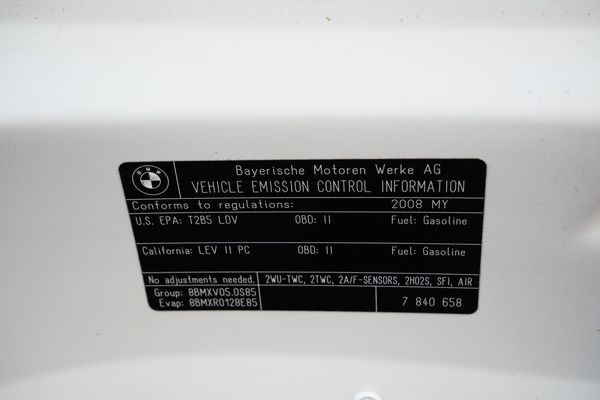 BMW
Bayerische Motoren Werke AG
VEHICLE EMISSION CONTROL INFORMATION
Conforms to regulations: 2008 MY
U.S. EPA: T2B5 LDV OBD: II Fuel: Gasoline
California: LEV II PC OBD: II Fuel: Gasoline
No adjustments needed. 2WU-TWC, 2TWC, 2A/F-SENSORS, 2HO2S, SFI, AIR
Group: 8BMXV05.0S85
Evap: 8BMXR0128E85 7 840 658